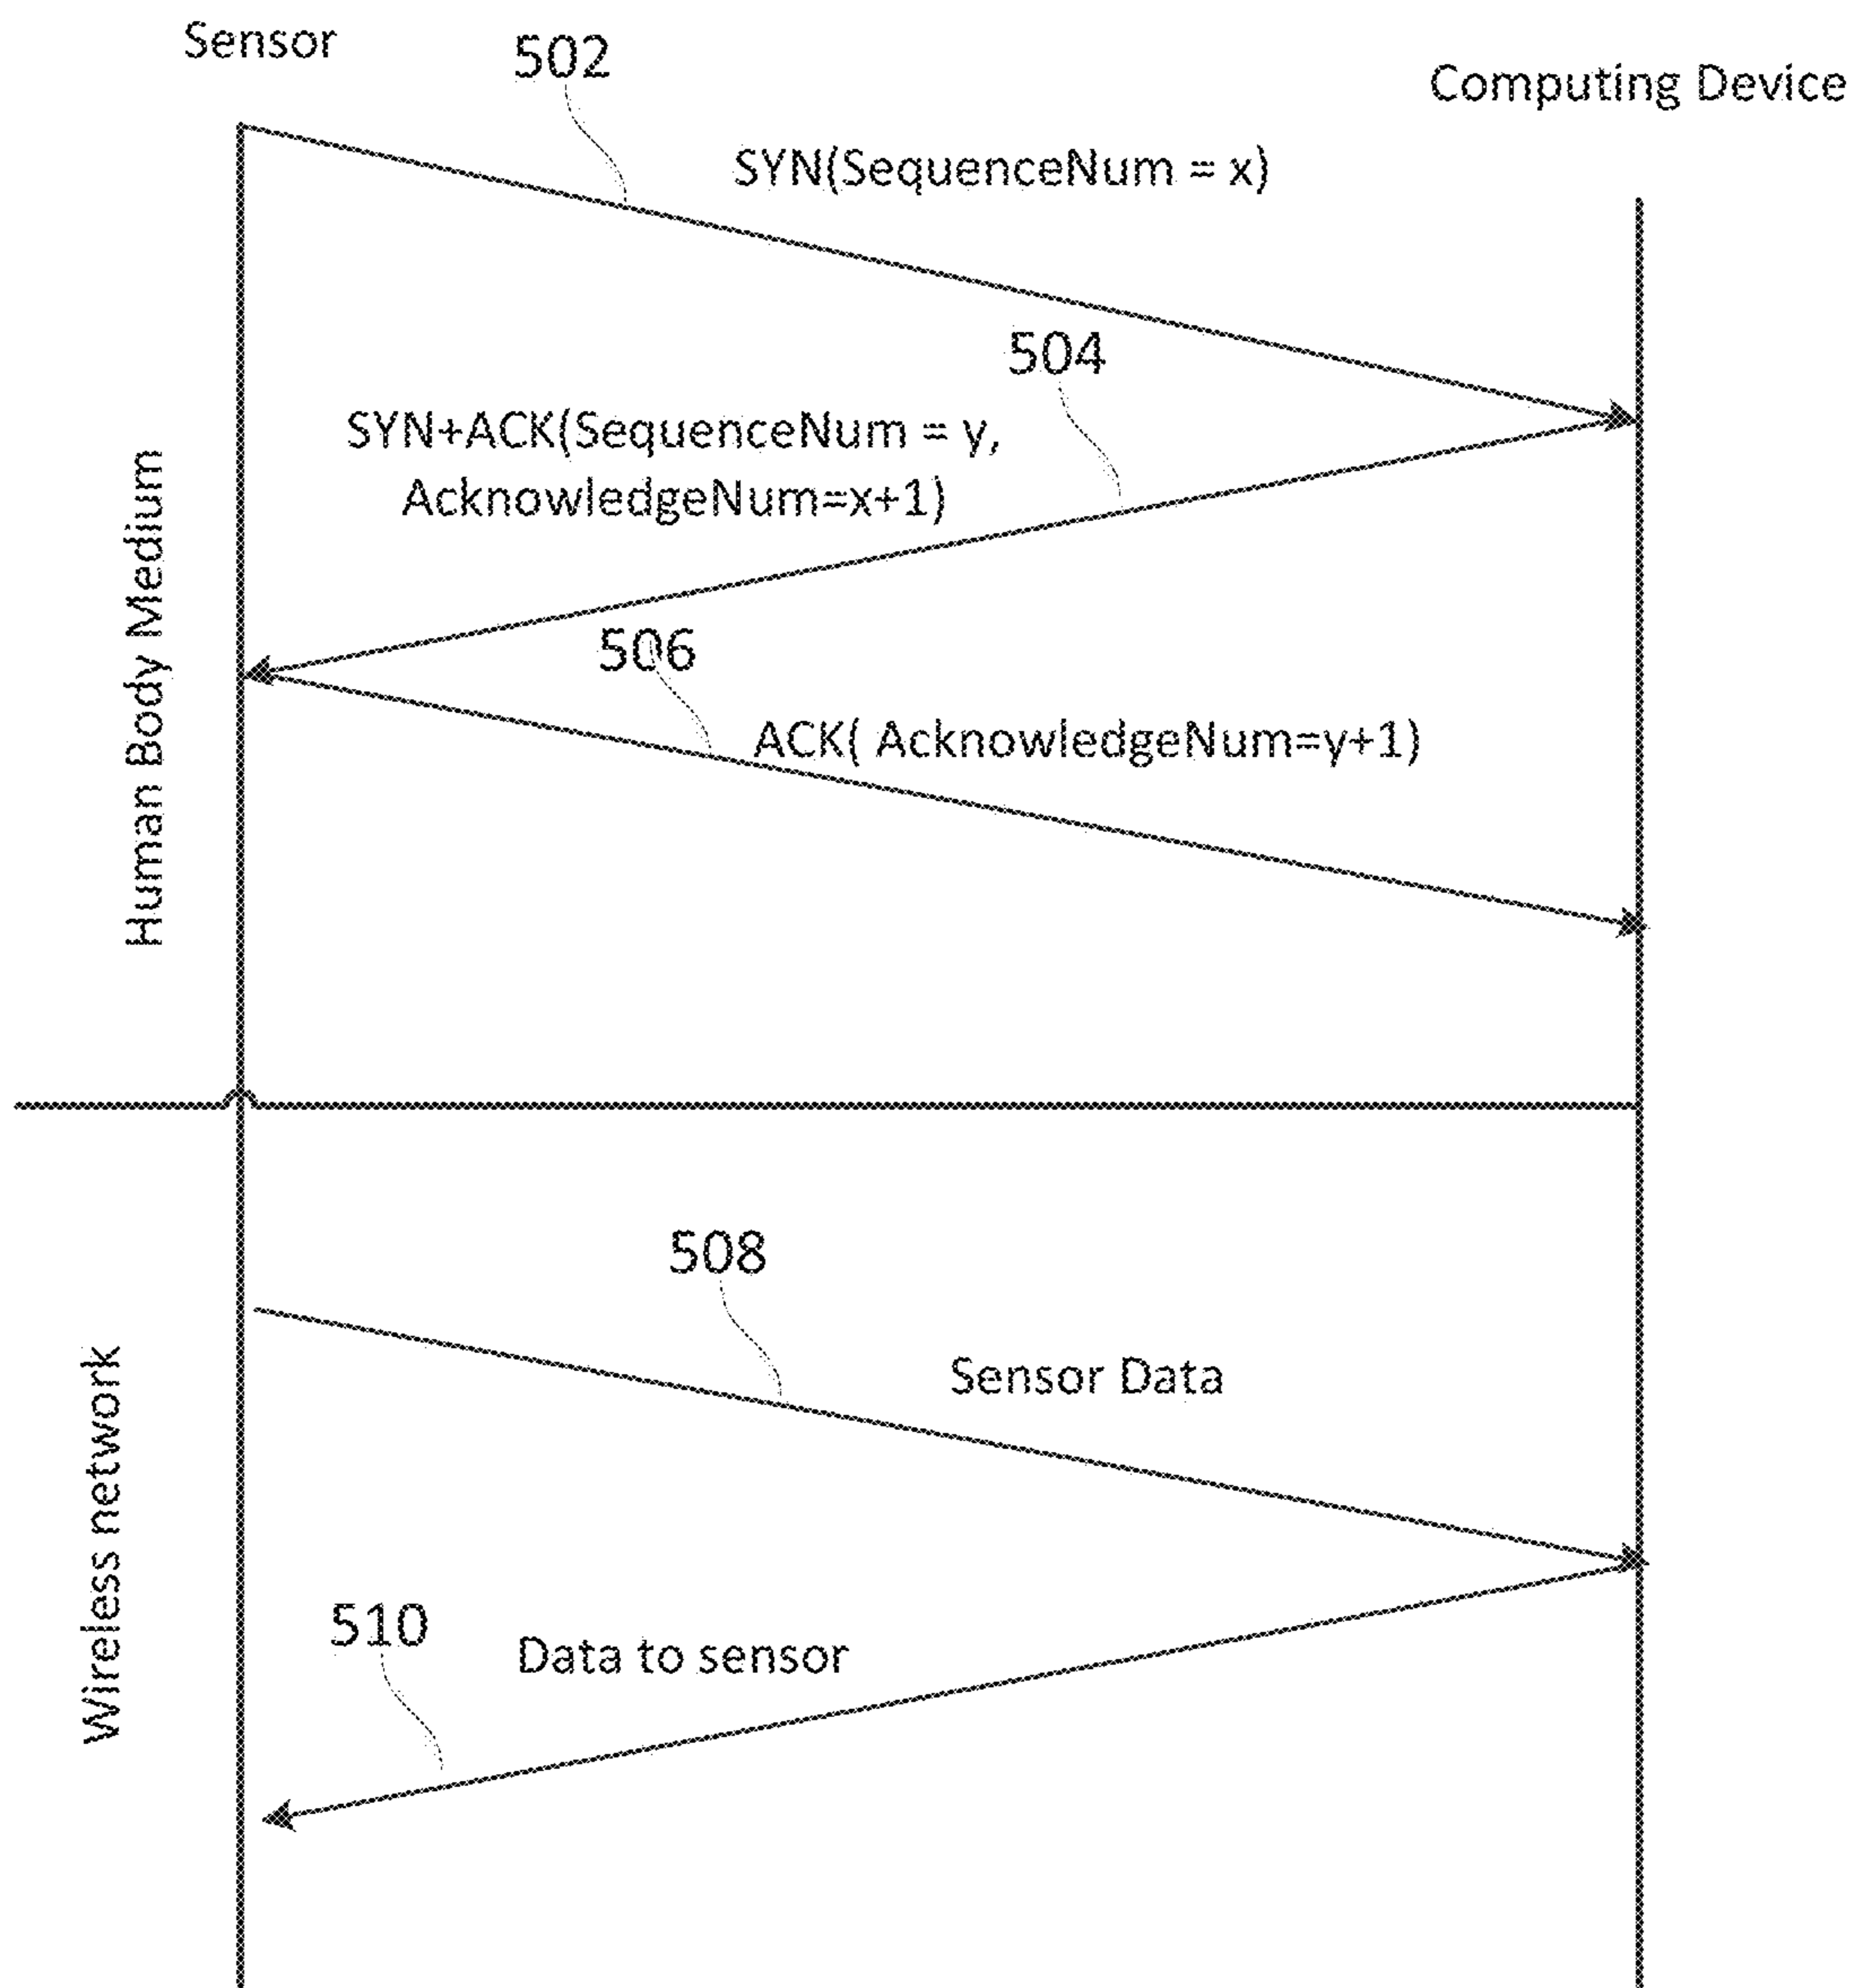 Sensor
502
Computing Device
SYN(SequenceNum = x)
504
SYN+ACK(SequenceNum = y,
AcknowledgeNum=x+1)
506
ACK( AcknowledgeNum=y+1)
Human Body Medium
508
Sensor Data
510
Data to sensor
Wireless network